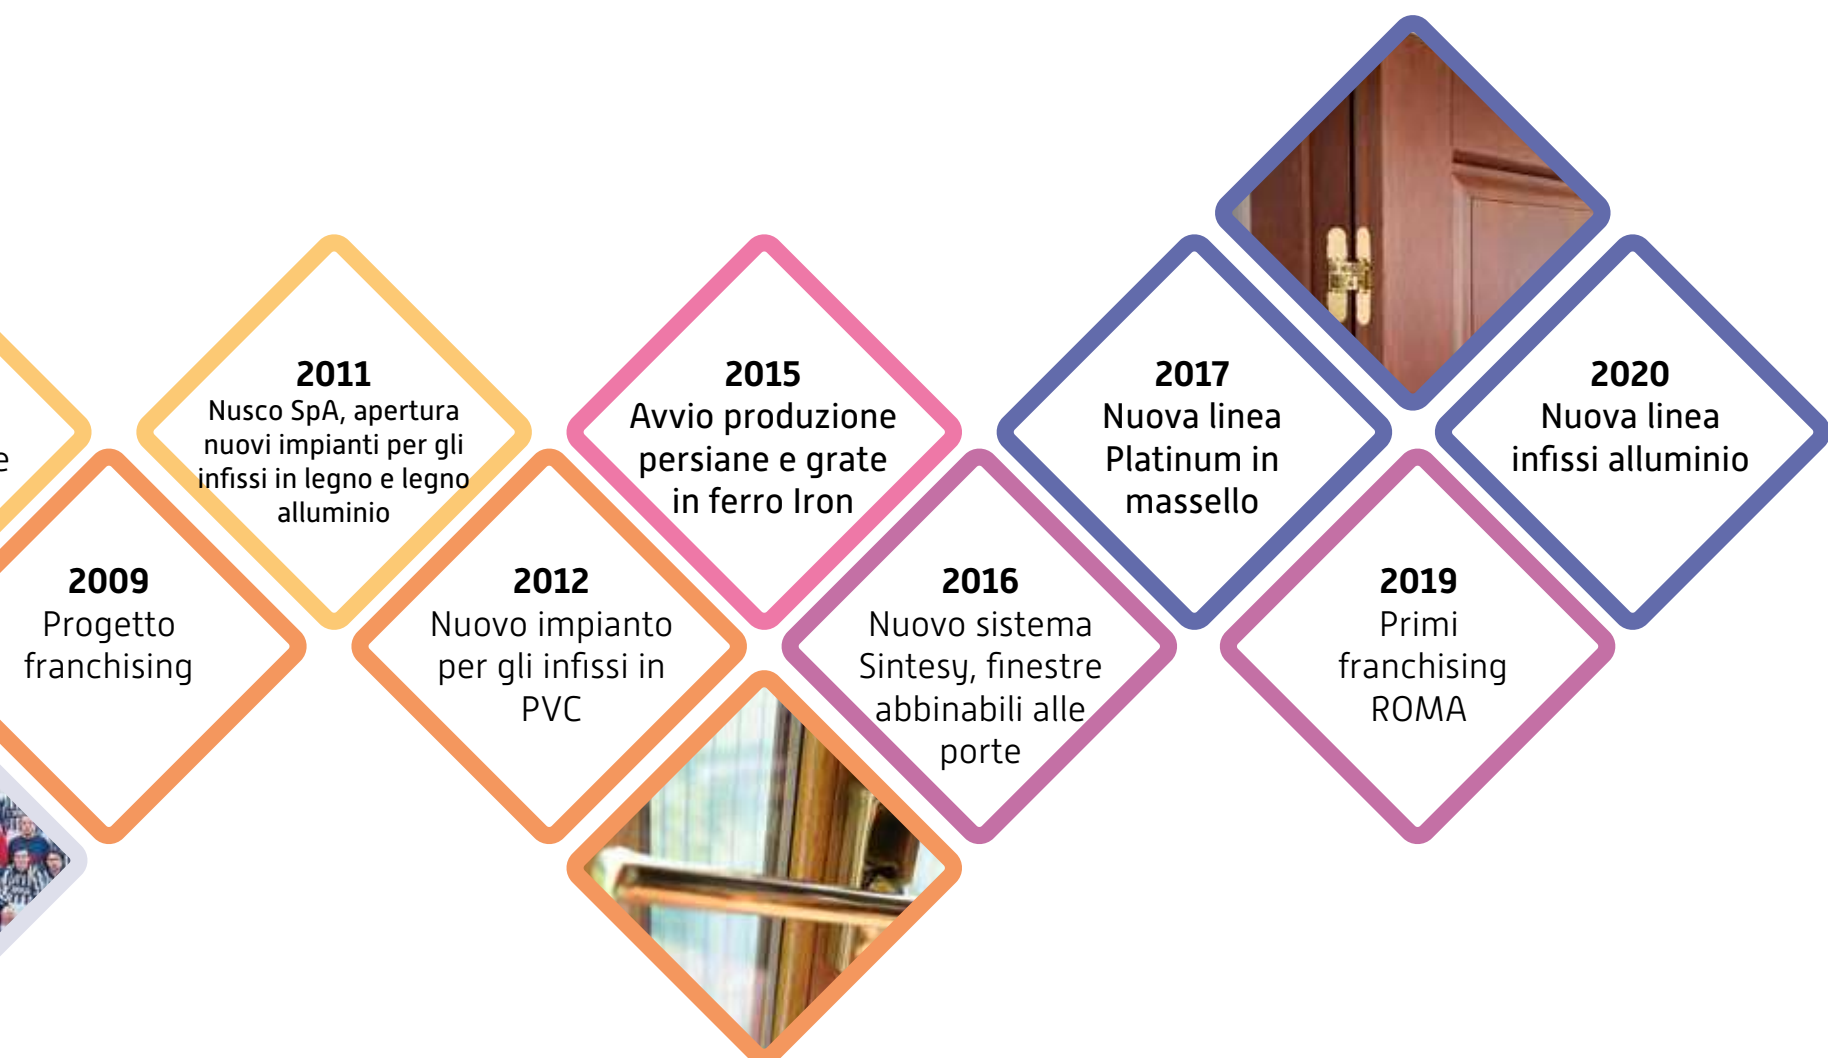 2009
Progetto
franchising
2011
Nusco SpA, apertura
nuovi impianti per gli
infissi in legno e legno
alluminio
2012
Nuovo impianto
per gli infissi in
PVC
2015
Avvio produzione
persiane e grate
in ferro Iron
2016
Nuovo sistema
Sintesy, finestre
abbinabili alle
porte
2017
Nuova linea
Platinum in
massello
2019
Primi
franchising
ROMA
2020
Nuova linea
infissi alluminio